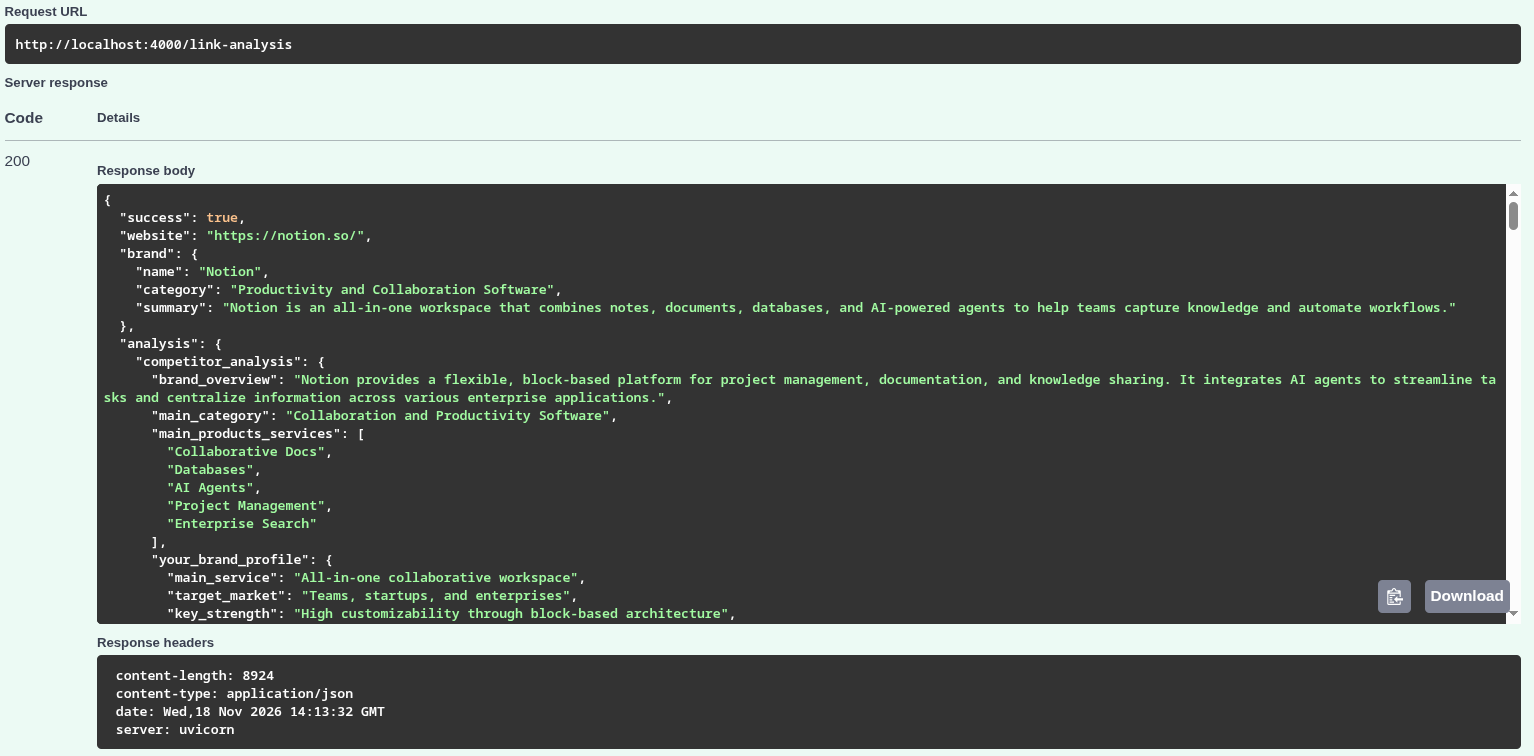 Request URL
http://localhost:4000/link-analysis
Server response
Code Details
200
Response body
{
  "success": true,
  "website": "https://notion.so/",
  "brand": {
    "name": "Notion",
    "category": "Productivity and Collaboration Software",
    "summary": "Notion is an all-in-one workspace that combines notes, documents, databases, and AI-powered agents to help teams capture knowledge and automate workflows."
  },
  "analysis": {
    "competitor_analysis": {
      "brand_overview": "Notion provides a flexible, block-based platform for project management, documentation, and knowledge sharing. It integrates AI agents to streamline ta
sks and centralize information across various enterprise applications.",
      "main_category": "Collaboration and Productivity Software",
      "main_products_services": [
        "Collaborative Docs",
        "Databases",
        "AI Agents",
        "Project Management",
        "Enterprise Search"
      ],
      "your_brand_profile": {
        "main_service": "All-in-one collaborative workspace",
        "target_market": "Teams, startups, and enterprises",
        "key_strength": "High customizability through block-based architecture",
Download
Response headers
content-length: 8924
content-type: application/json
date: Wed,18 Nov 2026 14:13:32 GMT
server: uvicorn